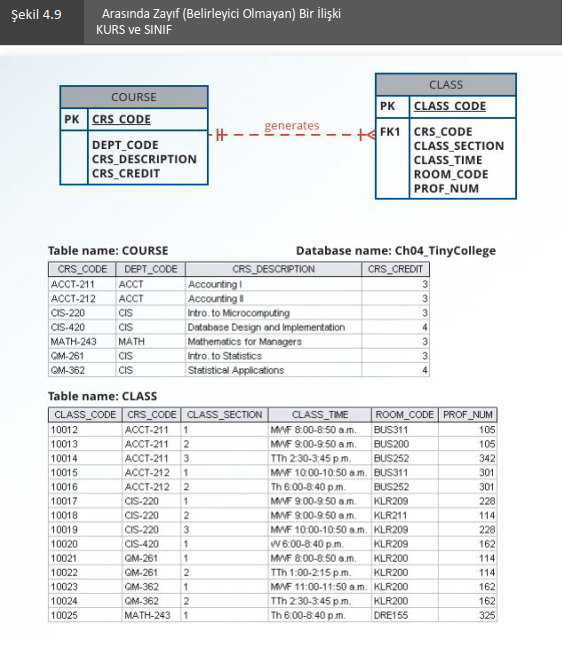 Şekil 4.9
Arasında Zayıf (Belirleyici Olmayan) Bir İlişki
KURS ve SINIF
COURSE
PK CRS_CODE
DEPT_CODE
CRS_DESCRIPTION
CRS_CREDIT
generates
CLASS
PK CLASS_CODE
FK1 CRS_CODE
CLASS_SECTION
CLASS_TIME
ROOM_CODE
PROF_NUM
Table name: COURSE Database name: Ch04_TinyCollege
CRS_CODE DEPT_CODE CRS_DESCRIPTION CRS_CREDIT
ACCT-211 ACCT Accounting I 3
ACCT-212 ACCT Accounting II 3
CIS-220 CIS Intro. to Microcomputing 3
CIS-420 CIS Database Design and Implementation 4
MATH-243 MATH Mathematics for Managers 3
QM-261 CIS Intro. to Statistics 3
QM-362 CIS Statistical Applications 4
Table name: CLASS
CLASS_CODE CRS_CODE CLASS_SECTION CLASS_TIME ROOM_CODE PROF_NUM
10012 ACCT-211 1 MWF 8:00-8:50 a.m. BUS311 105
10013 ACCT-211 2 MWF 9:00-9:50 a.m. BUS200 105
10014 ACCT-211 3 TTh 2:30-3:45 p.m. BUS252 342
10015 ACCT-212 1 MWF 10:00-10:50 a.m. BUS311 301
10016 ACCT-212 2 Th 6:00-8:40 p.m. BUS252 301
10017 CIS-220 1 MWF 9:00-9:50 a.m. KLR209 228
10018 CIS-220 2 MWF 9:00-9:50 a.m. KLR211 114
10019 CIS-220 3 MWF 10:00-10:50 a.m. KLR209 228
10020 CIS-420 1 W 6:00-8:40 p.m. KLR209 162
10021 QM-261 1 MWF 8:00-8:50 a.m. KLR200 114
10022 QM-261 2 TTh 1:00-2:15 p.m. KLR200 114
10023 QM-362 1 MWF 11:00-11:50 a.m. KLR200 162
10024 QM-362 2 TTh 2:30-3:45 p.m. KLR200 162
10025 MATH-243 1 Th 6:00-8:40 p.m. DRE155 325